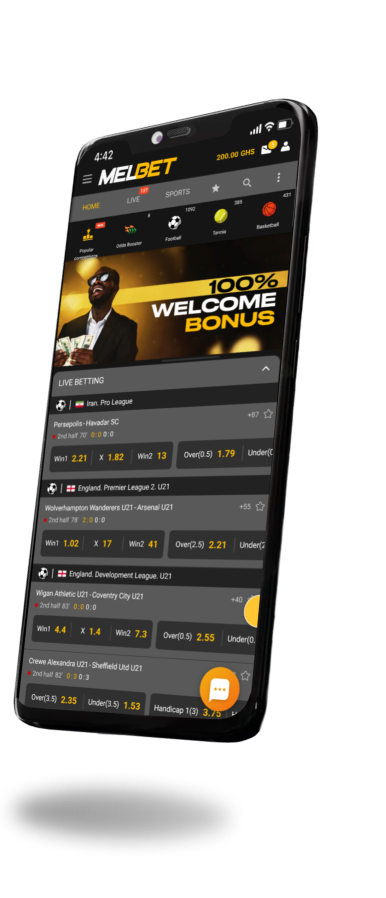 4:42
MELBET
200.00 GHS
HOME
LIVE
SPORTS
Popular
Odds Booster
Football
1050
Tennis
389
Basketball
431
100%
WELCOME
BONUS
LIVE BETTING
Iran. Pro League
Persepolis - Havadar SC
+87
2nd half 70' 0:0 0:0
Win1 2.21 X 1.82 Win2 13 Over(0.5) 1.79 Under(
England. Premier League 2. U21
Wolverhampton Wanderers U21 - Arsenal U21
+55
2nd half 78' 2:0 0:0
Win1 1.02 X 17 Win2 41 Over(2.5) 2.21 Under(2
England. Development League. U21
Wigan Athletic U21 - Coventry City U21
+40
2nd half 83' 0:0 0:0
Win1 4.4 X 1.4 Win2 7.3 Over(0.5) 2.55 Under(0.
Crewe Alexandra U21 - Sheffield Utd U21
2nd half 82' 0:3 0:3
Over(3.5) 2.35 Under(3.5) 1.53 Handicap 1(3) 3.75